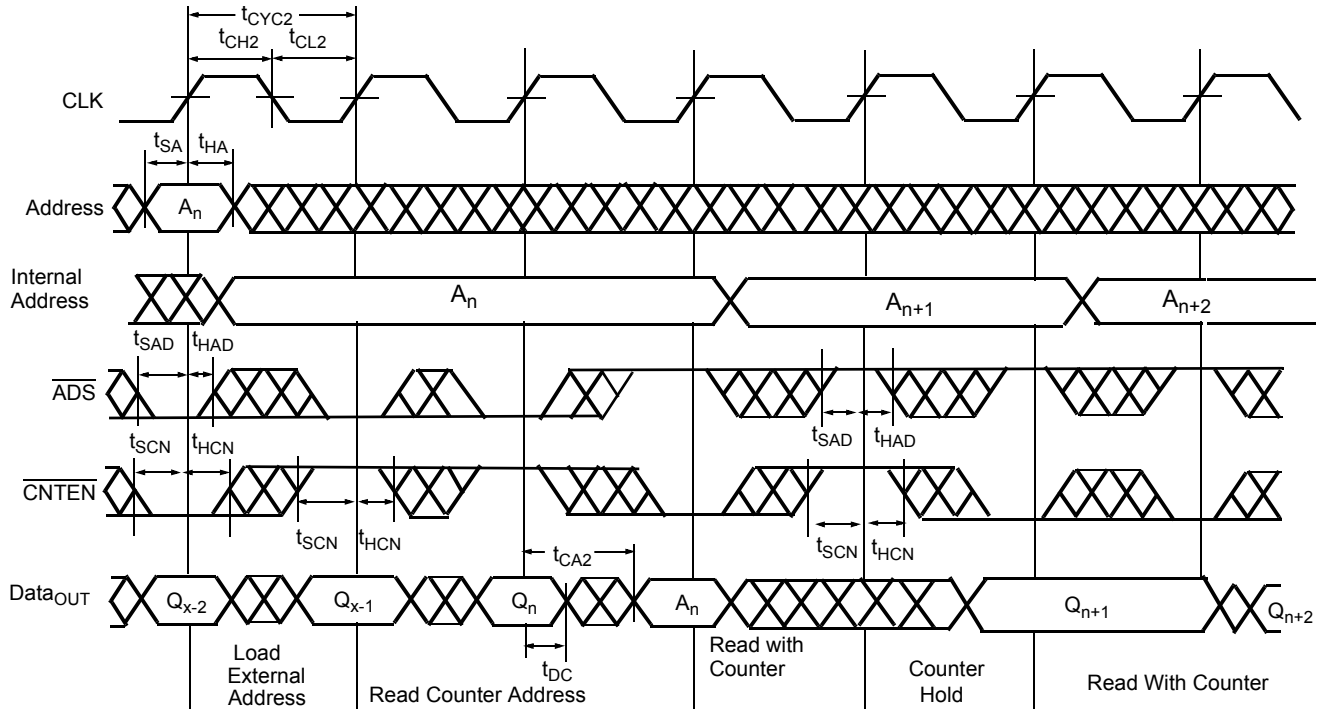 tCYC2
tCH2 tCL2
CLK
tSA tHA
Address An
Internal
Address
An An+1 An+2
tSAD tHAD
ADS
tSCN tHCN tSAD tHAD
CNTEN
tSCN tHCN tSCN tHCN
tCA2
DataOUT Qx-2 Qx-1 Qn An Qn+1 Qn+2
tDC
Load
External
Address
Read Counter Address
Read with
Counter
Counter
Hold
Read With Counter